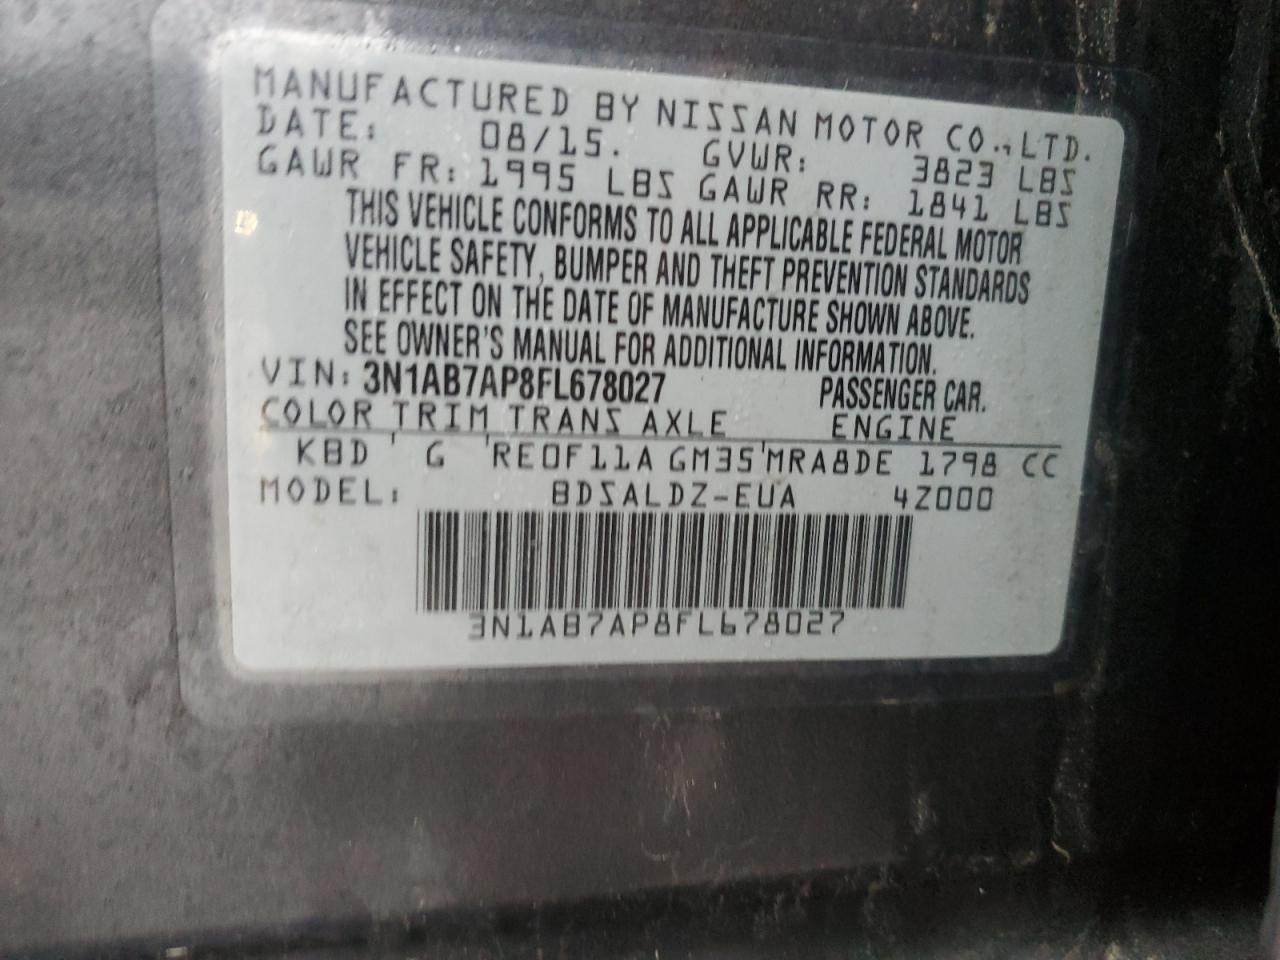 MANUFACTURED BY NISSAN MOTOR CO., LTD.
DATE: 08/15. GVWR: 3823 LBS
GAWR FR: 1995 LBS GAWR RR: 1841 LBS
THIS VEHICLE CONFORMS TO ALL APPLICABLE FEDERAL MOTOR
VEHICLE SAFETY, BUMPER AND THEFT PREVENTION STANDARDS
IN EFFECT ON THE DATE OF MANUFACTURE SHOWN ABOVE.
SEE OWNER'S MANUAL FOR ADDITIONAL INFORMATION.
VIN: 3N1AB7AP8FL678027 PASSENGER CAR.
COLOR TRIM TRANS AXLE ENGINE
KBD ' G 'RE0F11A GM35'MRA8DE 1798 CC
MODEL: BDSALDZ-EUA 4Z000
3N1AB7AP8FL678027